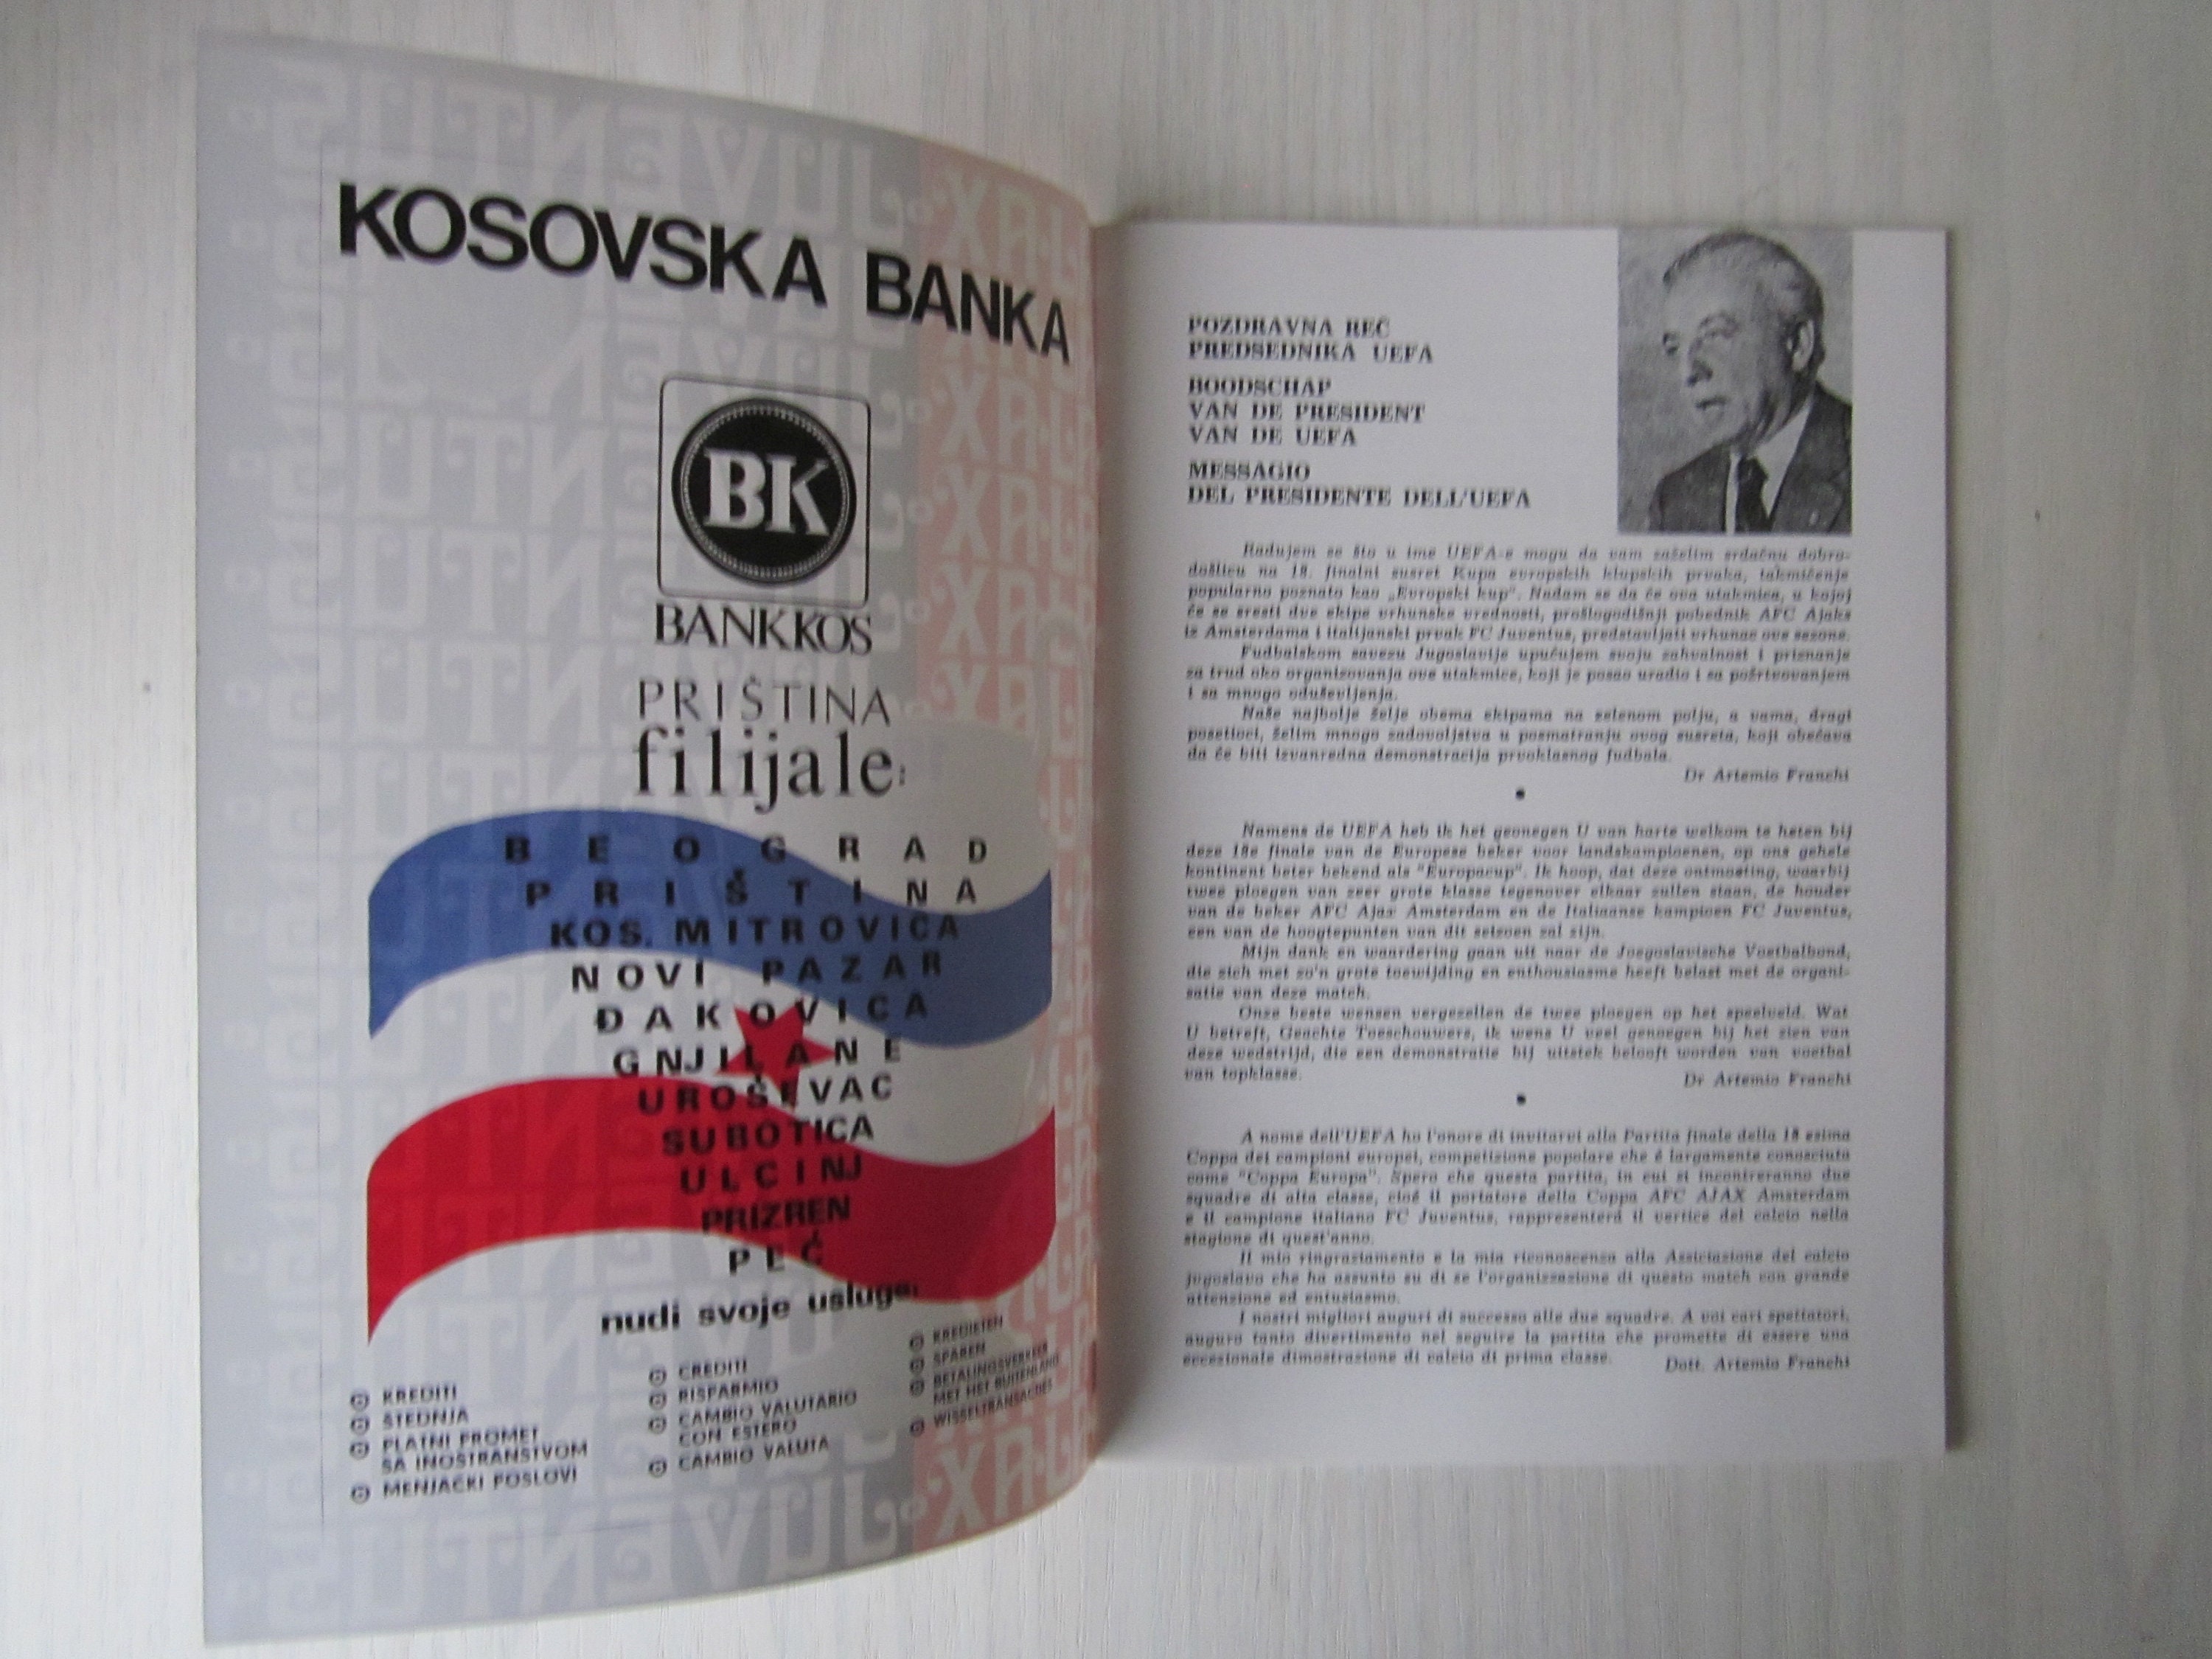 KOSOVSKA BANKA
BK
BANKKOS
PRIŠTINA
filijale:
BEOGRAD
PRIŠTINA
KOS. MITROVICA
NOVI PAZAR
ĐAKOVICA
GNJILANE
UROŠEVAC
SUBOTICA
ULCINJ
PRIZREN
PEĆ
nudi svoje usluge:
KREDITI
ŠTEDNJA
PLATNI PROMET
SA INOSTRANSTVOM
MENJAČKI POSLOVI
CREDITI
RISPARMIO
CAMBIO VALUTARIO
CON ESTERO
CAMBIO VALUTA
KREDIETEN
SPAREN
BETALINGSVERKEER
MET HET BUITENLAND
WISSELTRANSACTIES
POZDRAVNA REČ
PREDSEDNIKA UEFA
BOODSCHAP
VAN DE PRESIDENT
VAN DE UEFA
MESSAGIO
DEL PRESIDENTE DELL'UEFA
Radujem se što u ime UEFA-e mogu da vam zaželim srdačnu dobro-
došlicu na 18. finalni susret Kupa evropskih klupskih prvaka, takmičenje
popularno poznato kao „Evropski kup". Nadam se da će ova utakmica, u kojoj
će se sresti dve ekipe vrhunske vrednosti, prošlogodišnji pobednik AFC Ajaks
iz Amsterdama i italijanski prvak FC Juventus, predstavljati vrhunac ove sezone.
Fudbalskom savezu Jugoslavije upućujem svoju zahvalnost i priznanje
za trud oko organizovanja ove utakmice, koji je posao uradio i sa požrtvovanjem
i sa mnogo oduševljenja.
Naše najbolje želje obema ekipama na zelenom polju, a vama, dragi
posetioci, želim mnogo zadovoljstva u posmatranju ovog susreta, koji obećava
da će biti izvanredna demonstracija prvoklasnog fudbala.
Dr Artemio Franchi
Namens de UEFA heb ik het genoegen U van harte welkom te heten bij
deze 18e finale van de Europese beker voor landskampioenen, op ons gehele
kontinent beter bekend als "Europacup". Ik hoop, dat deze ontmoeting, waarbij
twee ploegen van zeer grote klasse tegenover elkaar zullen staan, de houder
van de beker AFC Ajax Amsterdam en de Italiaanse kampioen FC Juventus,
een van de hoogtepunten van dit seizoen zal zijn.
Mijn dank en waardering gaan uit naar de Joegoslavische Voetbalbond,
die zich met zo'n grote toewijding en enthousiasme heeft belast met de organi-
satie van deze match.
Onze beste wensen vergezellen de twee ploegen op het speelveld. Wat
U betreft, Geachte Toeschouwers, ik wens U veel genoegen bij het zien van
deze wedstrijd, die een demonstratie bij uitstek belooft worden van voetbal
van topklasse.
Dr Artemio Franchi
A nome dell'UEFA ho l'onore di invitarvi alla Partita finale della 18 esima
Coppa dei campioni europei, competizione popolare che é largamente conosciuta
come "Coppa Europa". Spero che questa partita, in cui si incontreranno due
squadre di alta classe, cioé il portatore della Coppa AFC AJAX Amsterdam
e il campione italiano FC Juventus, rappresenterá il vertice del calcio nella
stagione di quest'anno.
Il mio ringraziamento e la mia riconoscenza alla Assiciazione del calcio
jugoslavo che ha assunto su di se l'organizzazione di questo match con grande
attenzione ed entusiasmo.
I nostri migliori auguri di successo alle due squadre. A voi cari spettatori,
auguro tanto divertimento nel seguire la partita che promette di essere una
eccezionale dimostrazione di calcio di prima classe.
Dott. Artemio Franchi